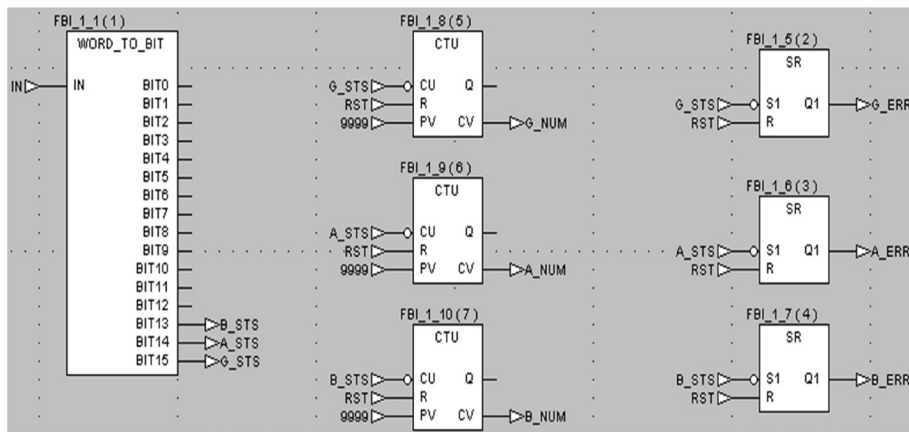 FBI_1_1(1)
WORD_TO_BIT
IN IN BIT0
BIT1
BIT2
BIT3
BIT4
BIT5
BIT6
BIT7
BIT8
BIT9
BIT10
BIT11
BIT12
BIT13 B_STS
BIT14 A_STS
BIT15 G_STS
FBI_1_8(5)
CTU
G_STS CU Q
RST R
9999 PV CV G_NUM
FBI_1_9(6)
CTU
A_STS CU Q
RST R
9999 PV CV A_NUM
FBI_1_10(7)
CTU
B_STS CU Q
RST R
9999 PV CV B_NUM
FBI_1_5(2)
SR
G_STS S1 Q1 G_ERR
RST R
FBI_1_6(3)
SR
A_STS S1 Q1 A_ERR
RST R
FBI_1_7(4)
SR
B_STS S1 Q1 B_ERR
RST R